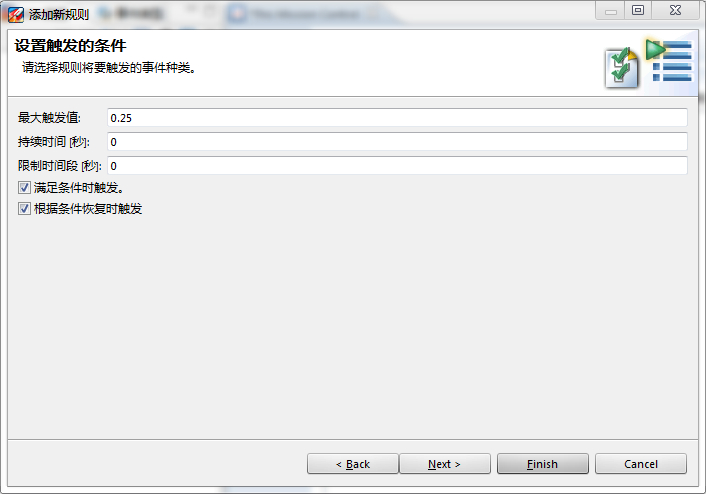 添加新规则
设置触发的条件
请选择规则将要触发的事件种类。
最大触发值: 0.25
持续时间 [秒]: 0
限制时间段 [秒]: 0
满足条件时触发。
根据条件恢复时触发
< Back Next > Finish Cancel